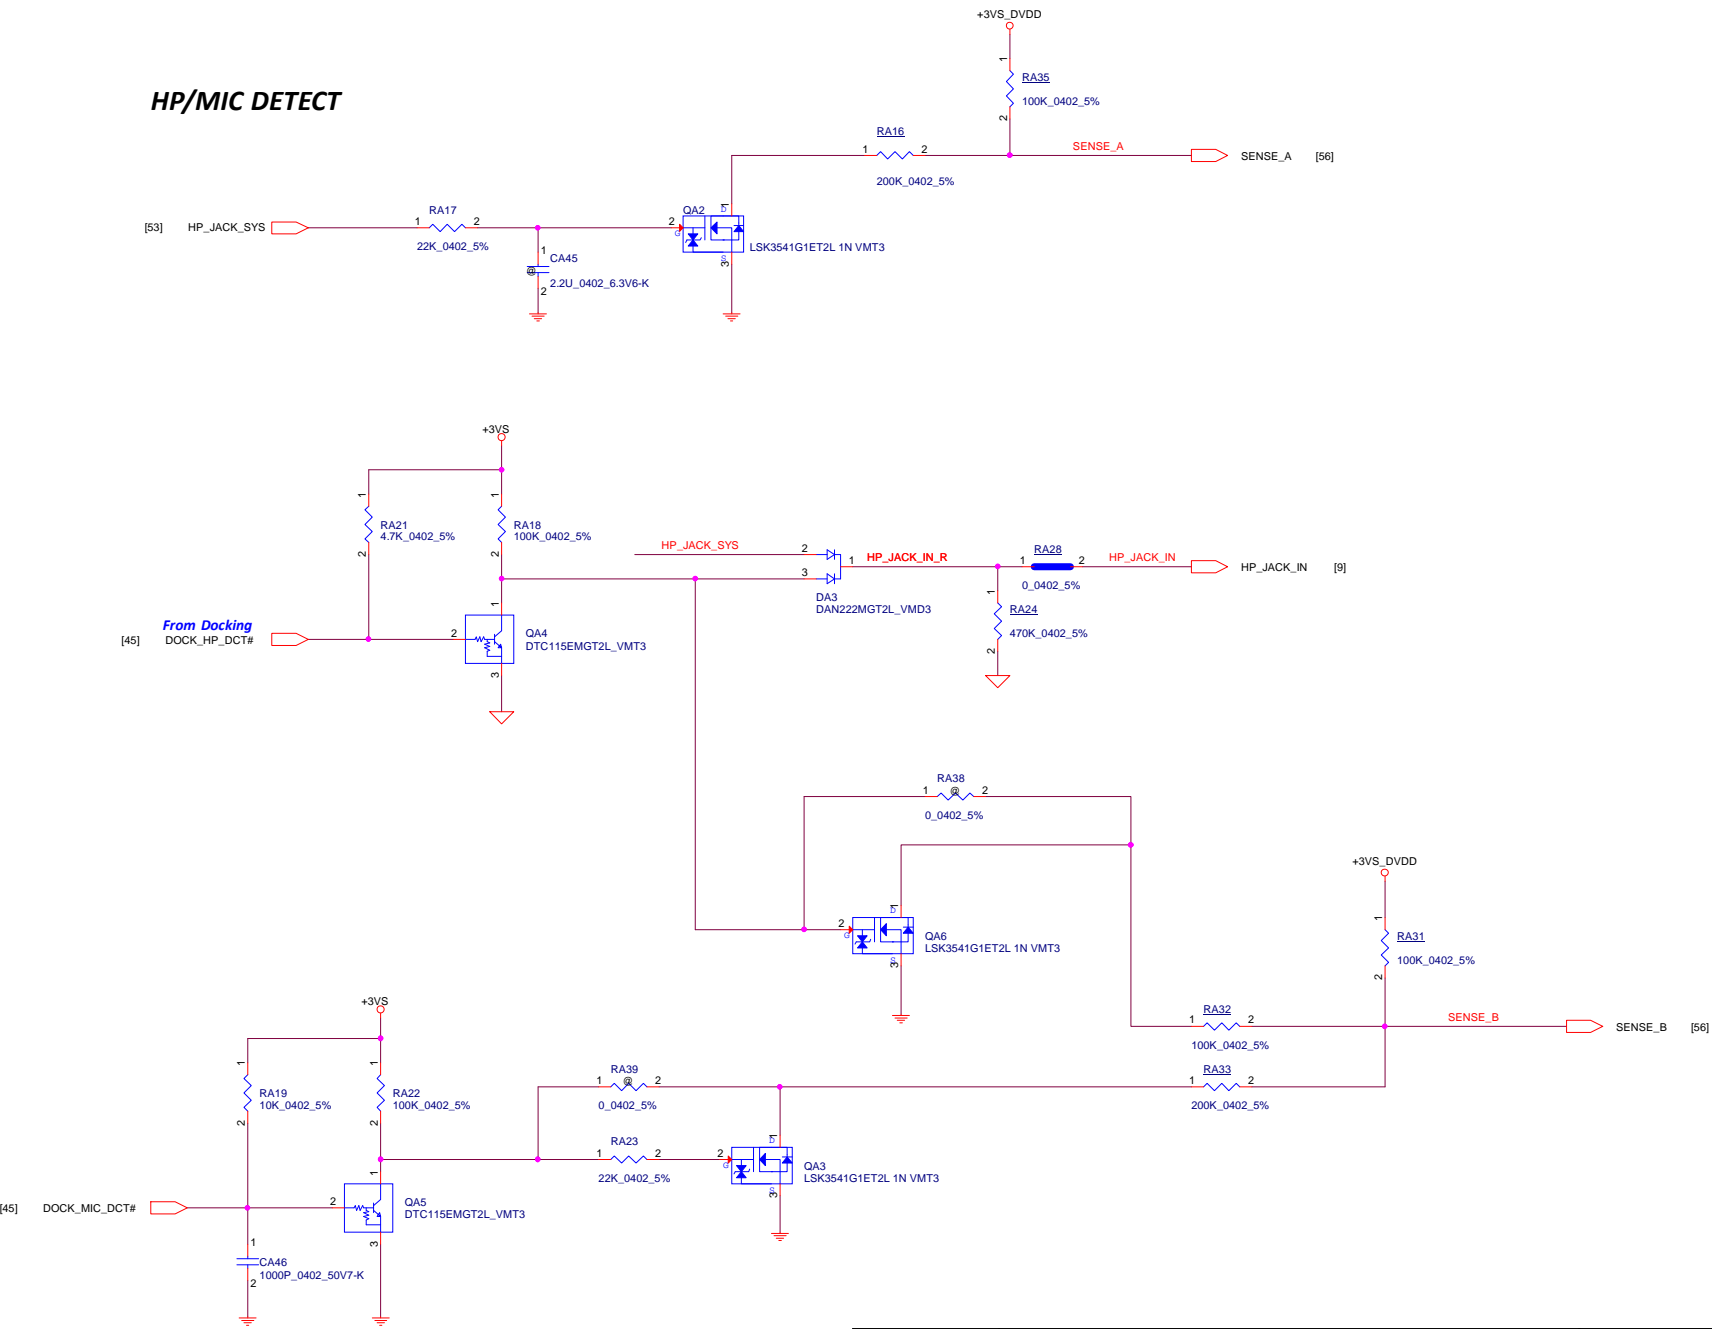 HP/MIC DETECT
+3VS_DVDD
1
RA35
100K_0402_5%
2
RA16
1 2
200K_0402_5%
SENSE_A
SENSE_A [56]
[53] HP_JACK_SYS
RA17
1 2
22K_0402_5%
1
CA45
@
2.2U_0402_6.3V6-K
2
QA2
D
1
2
G
S
3
LSK3541G1ET2L 1N VMT3
+3VS
1
RA21
4.7K_0402_5%
2
1
RA18
100K_0402_5%
2
HP_JACK_SYS
2
3
1
DA3
DAN222MGT2L_VMD3
HP_JACK_IN_R
RA28
1 2
0_0402_5%
HP_JACK_IN
HP_JACK_IN [9]
1
RA24
470K_0402_5%
2
From Docking
[45] DOCK_HP_DCT#
1
2
QA4
DTC115EMGT2L_VMT3
3
RA38
1 @ 2
0_0402_5%
D
1
2
G
S
3
QA6
LSK3541G1ET2L 1N VMT3
+3VS_DVDD
1
RA31
100K_0402_5%
2
RA32
1 2
100K_0402_5%
SENSE_B
SENSE_B [56]
RA33
1 2
200K_0402_5%
+3VS
1
RA19
10K_0402_5%
2
1
RA22
100K_0402_5%
2
RA39
1 @ 2
0_0402_5%
RA23
1 2
22K_0402_5%
D
1
2
G
S
3
QA3
LSK3541G1ET2L 1N VMT3
[45] DOCK_MIC_DCT#
1
2
QA5
DTC115EMGT2L_VMT3
3
1
CA46
1000P_0402_50V7-K
2